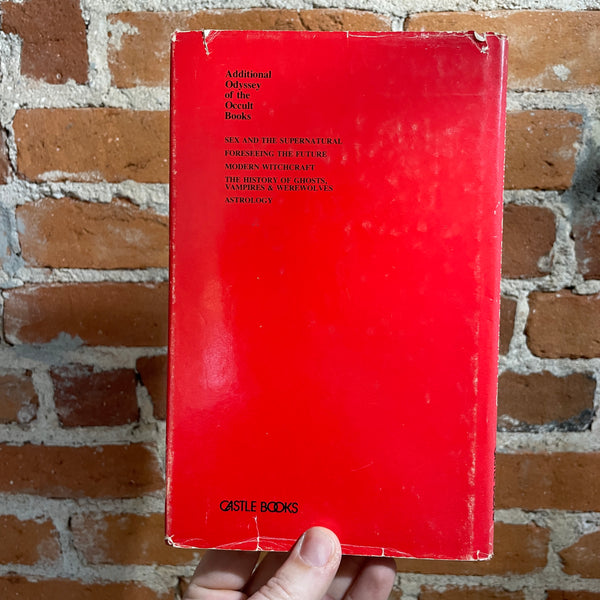 Additional
Odyssey
of the
Occult
Books
SEX AND THE SUPERNATURAL
FORESEEING THE FUTURE
MODERN WITCHCRAFT
THE HISTORY OF GHOSTS,
VAMPIRES & WEREWOLVES
ASTROLOGY
CASTLE BOOKS